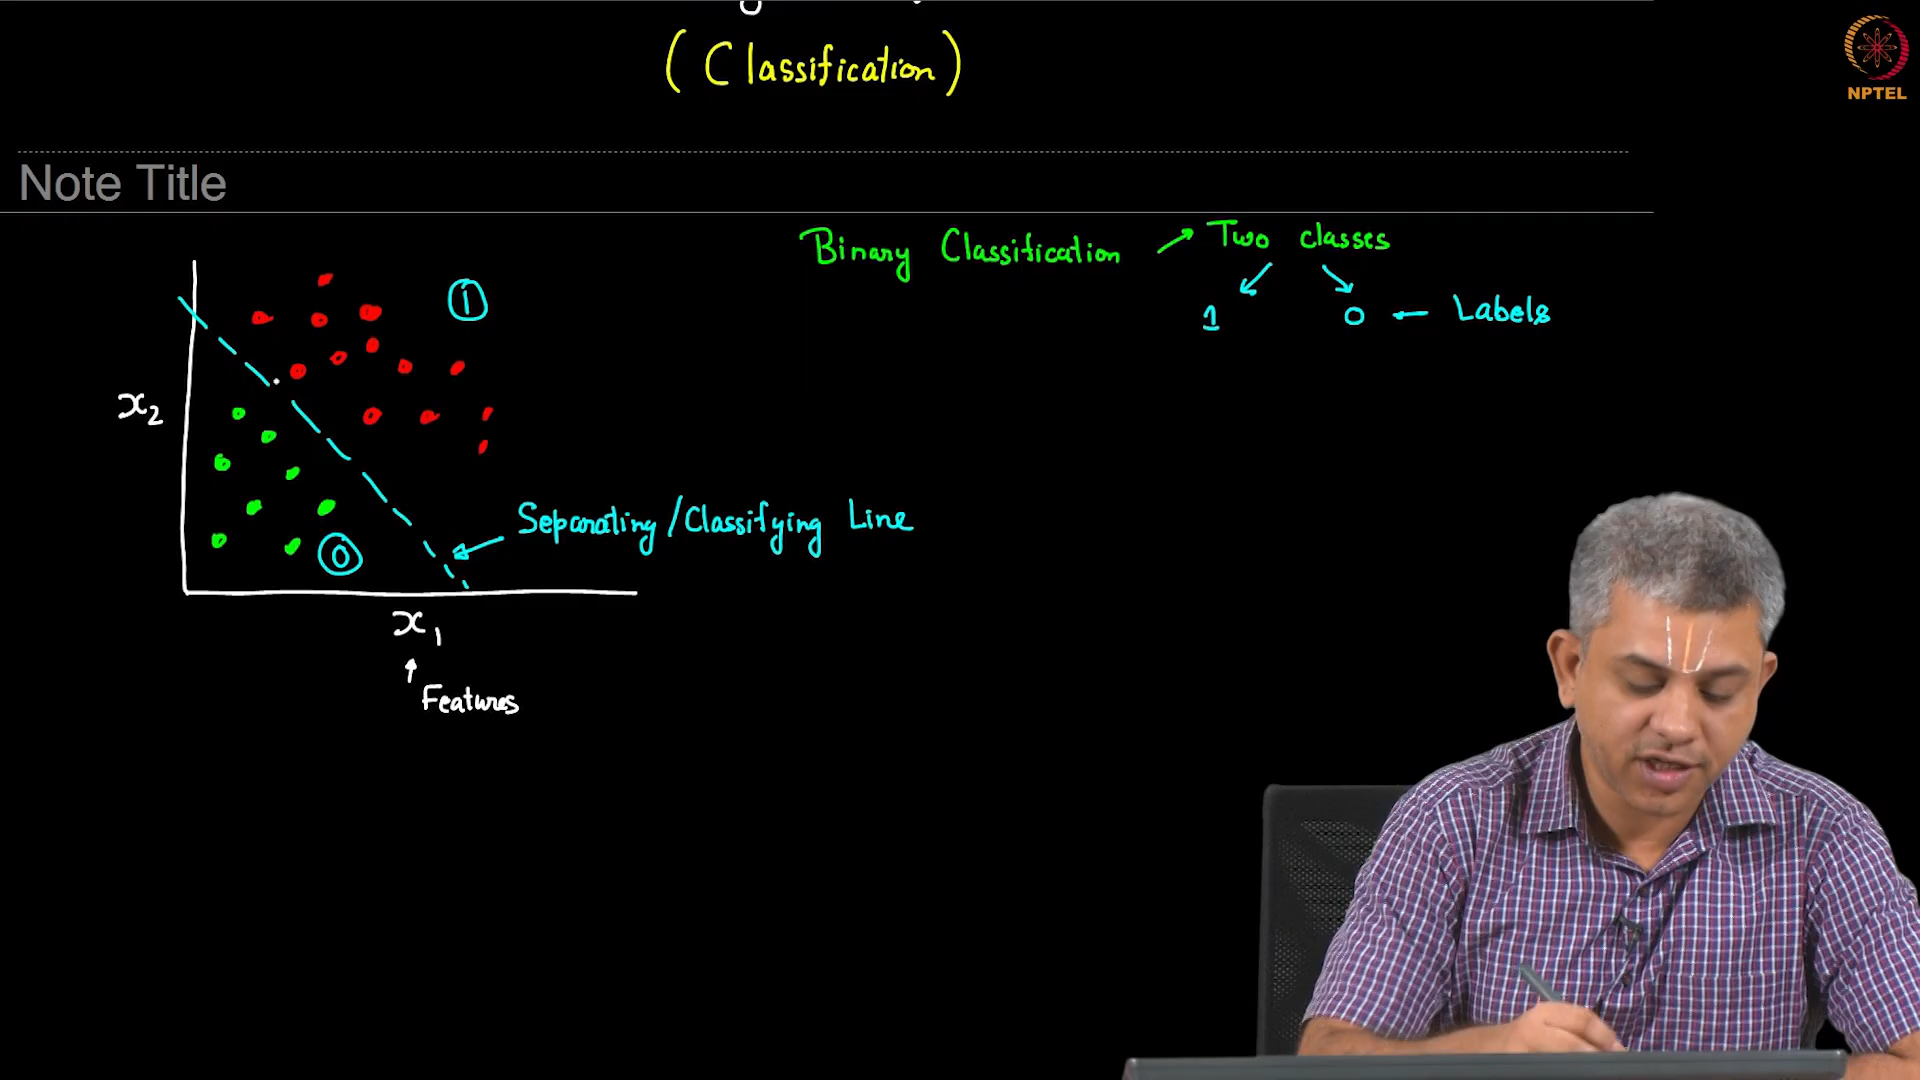 (Classification)
NPTEL
Note Title
Binary Classification → Two classes
1 0 ← Labels
1
x₂
Separating/Classifying Line
0
x₁
Features